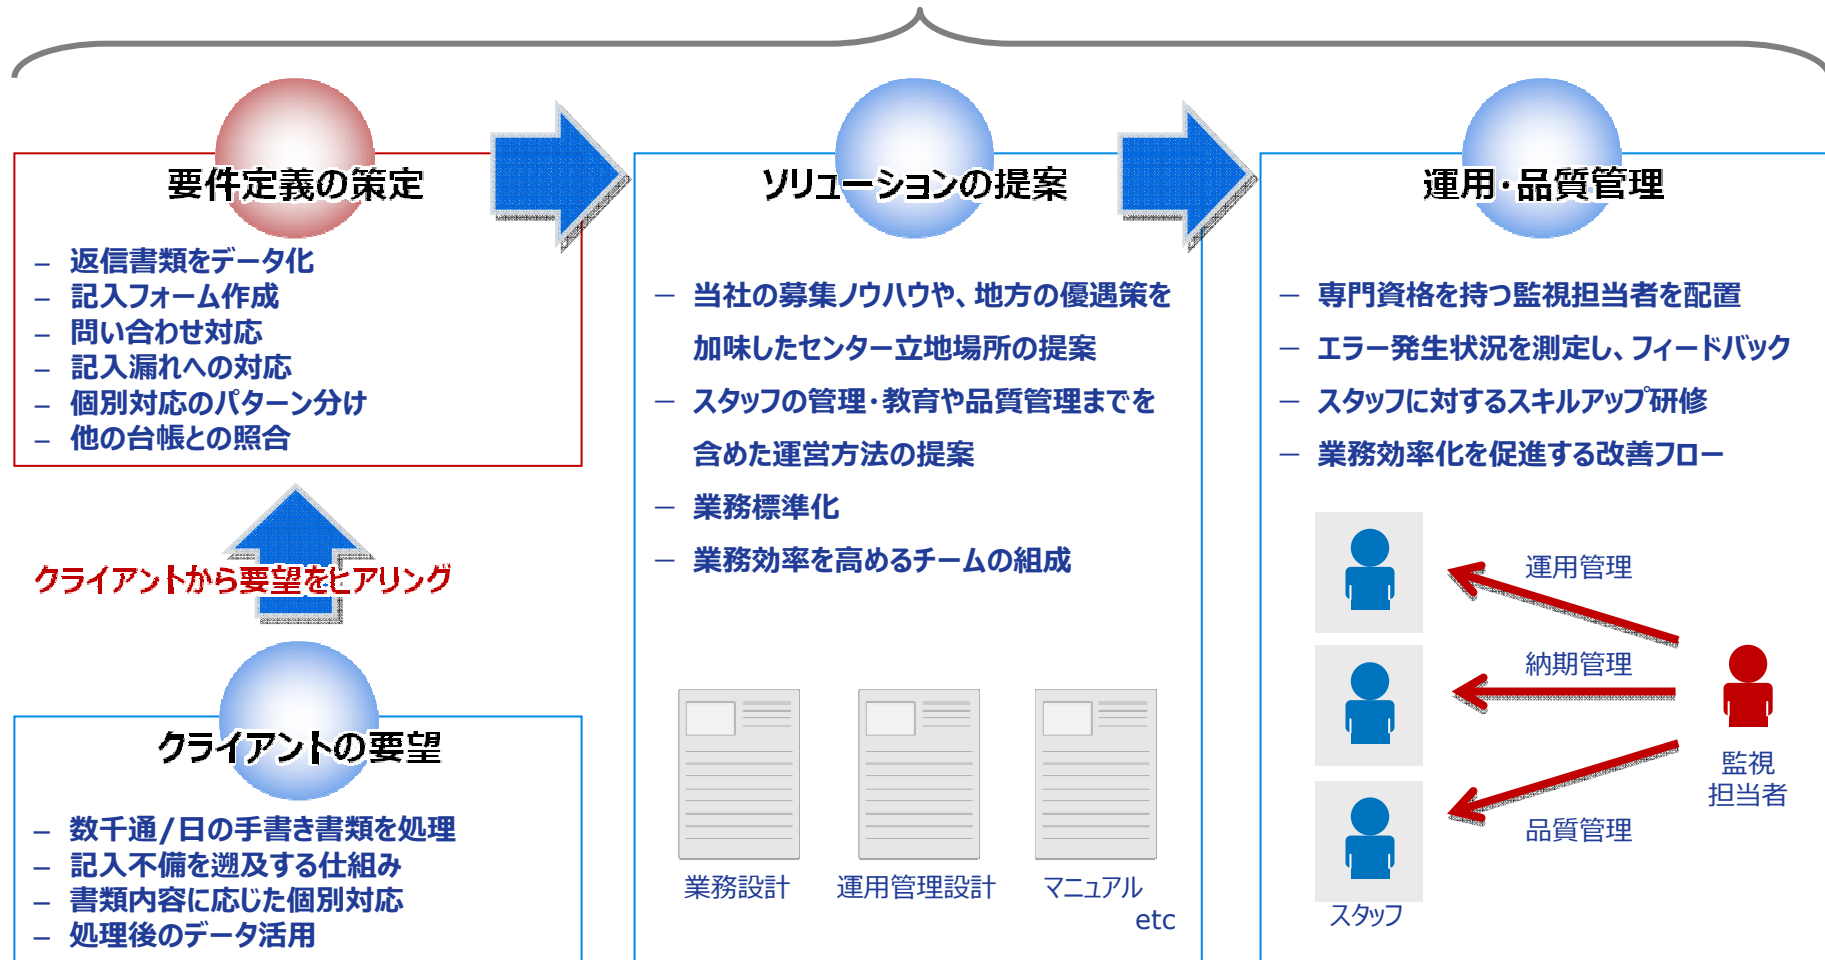 要件定義の策定
– 返信書類をデータ化
– 記入フォーム作成
– 問い合わせ対応
– 記入漏れへの対応
– 個別対応のパターン分け
– 他の台帳との照合
クライアントから要望をヒアリング
クライアントの要望
– 数千通/日の手書き書類を処理
– 記入不備を遡及する仕組み
– 書類内容に応じた個別対応
– 処理後のデータ活用
ソリューションの提案
– 当社の募集ノウハウや、地方の優遇策を
加味したセンター立地場所の提案
– スタッフの管理・教育や品質管理までを
含めた運営方法の提案
– 業務標準化
– 業務効率を高めるチームの組成
業務設計
運用管理設計
マニュアル
etc
運用・品質管理
– 専門資格を持つ監視担当者を配置
– エラー発生状況を測定し、フィードバック
– スタッフに対するスキルアップ研修
– 業務効率化を促進する改善フロー
運用管理
納期管理
品質管理
監視
担当者
スタッフ